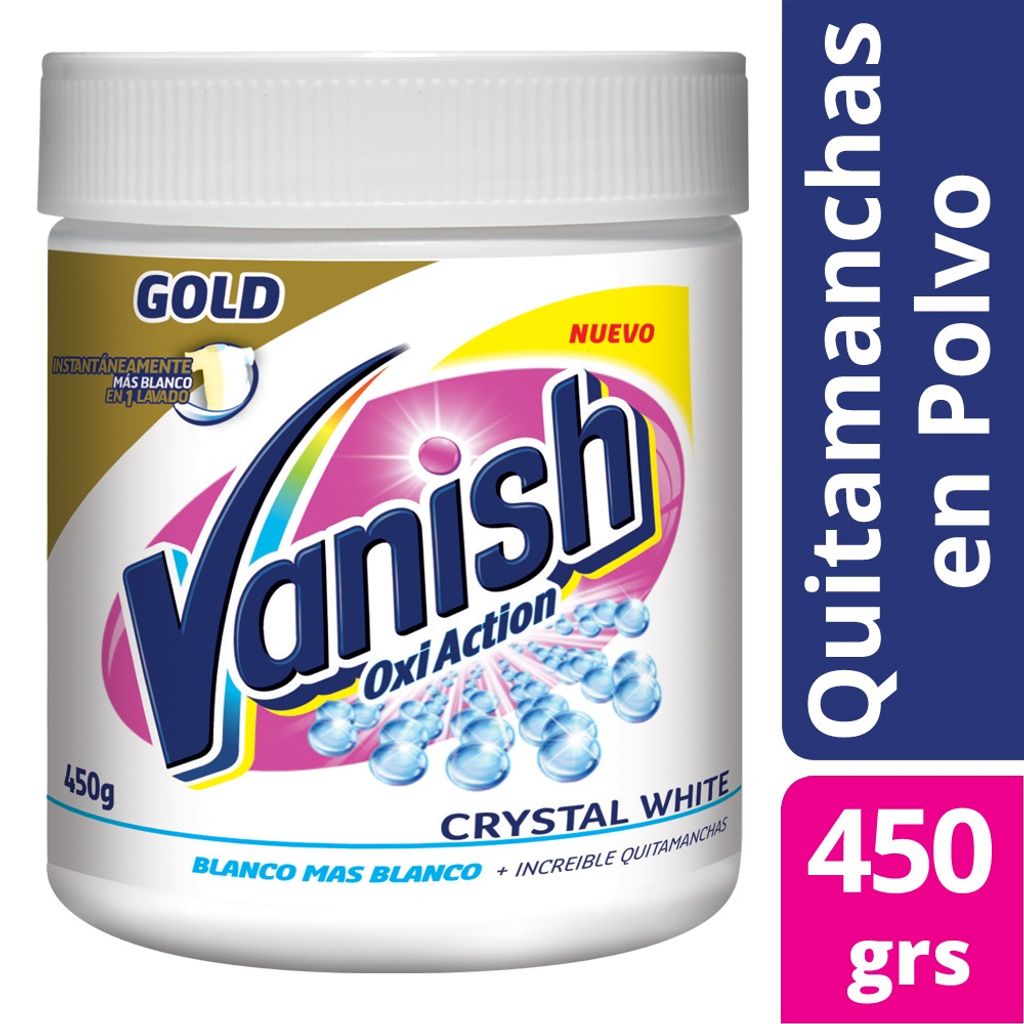 GOLD
INSTANTÁNEAMENTE
MÁS BLANCO
EN 1 LAVADO
1
NUEVO
Vanish
Oxi Action
450g
CRYSTAL WHITE
BLANCO MAS BLANCO + INCREIBLE QUITAMANCHAS
Quitamanchas
en Polvo
450
grs